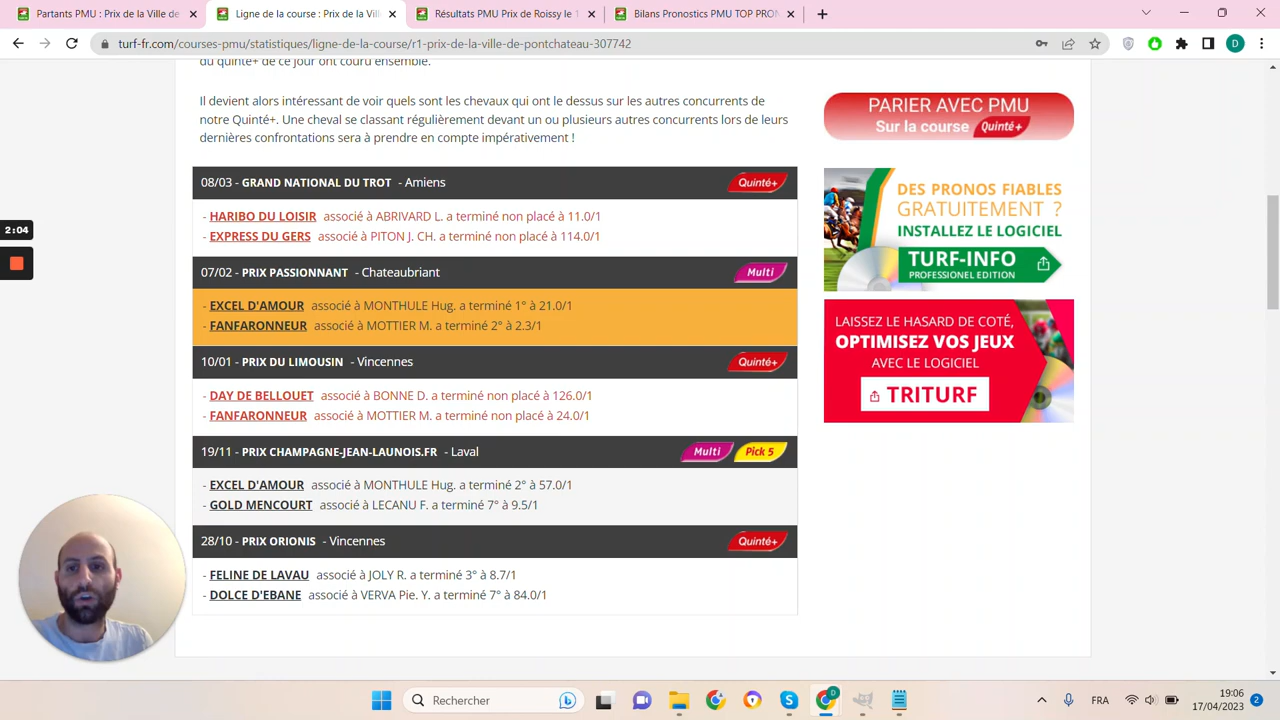 Partants PMU : Prix de la Ville de
Ligne de la course : Prix de la Vil
Résultats PMU Prix de Roissy le 1
Bilans Pronostics PMU TOP PRON
turf-fr.com/courses-pmu/statistiques/ligne-de-la-course/r1-prix-de-la-ville-de-pontchateau-307742
D
du quinté+ de ce jour ont couru ensemble.
Il devient alors intéressant de voir quels sont les chevaux qui ont le dessus sur les autres concurrents de
notre Quinté+. Une cheval se classant régulièrement devant un ou plusieurs autres concurrents lors de leurs
dernières confrontations sera à prendre en compte impérativement !
PARIER AVEC PMU
Sur la course Quinté+
08/03 - GRAND NATIONAL DU TROT - Amiens Quinté+
- HARIBO DU LOISIR associé à ABRIVARD L. a terminé non placé à 11.0/1
- EXPRESS DU GERS associé à PITON J. CH. a terminé non placé à 114.0/1
07/02 - PRIX PASSIONNANT - Chateaubriant Multi
- EXCEL D'AMOUR associé à MONTHULE Hug. a terminé 1° à 21.0/1
- FANFARONNEUR associé à MOTTIER M. a terminé 2° à 2.3/1
10/01 - PRIX DU LIMOUSIN - Vincennes Quinté+
- DAY DE BELLOUET associé à BONNE D. a terminé non placé à 126.0/1
- FANFARONNEUR associé à MOTTIER M. a terminé non placé à 24.0/1
19/11 - PRIX CHAMPAGNE-JEAN-LAUNOIS.FR - Laval Multi Pick 5
- EXCEL D'AMOUR associé à MONTHULE Hug. a terminé 2° à 57.0/1
- GOLD MENCOURT associé à LECANU F. a terminé 7° à 9.5/1
28/10 - PRIX ORIONIS - Vincennes Quinté+
- FELINE DE LAVAU associé à JOLY R. a terminé 3° à 8.7/1
- DOLCE D'EBANE associé à VERVA Pie. Y. a terminé 7° à 84.0/1
DES PRONOS FIABLES
GRATUITEMENT ?
INSTALLEZ LE LOGICIEL
TURF-INFO
PROFESSIONEL EDITION
LAISSEZ LE HASARD DE COTÉ,
OPTIMISEZ VOS JEUX
AVEC LE LOGICIEL
TRITURF
2:04
Rechercher
D
FRA
19:06
17/04/2023
2